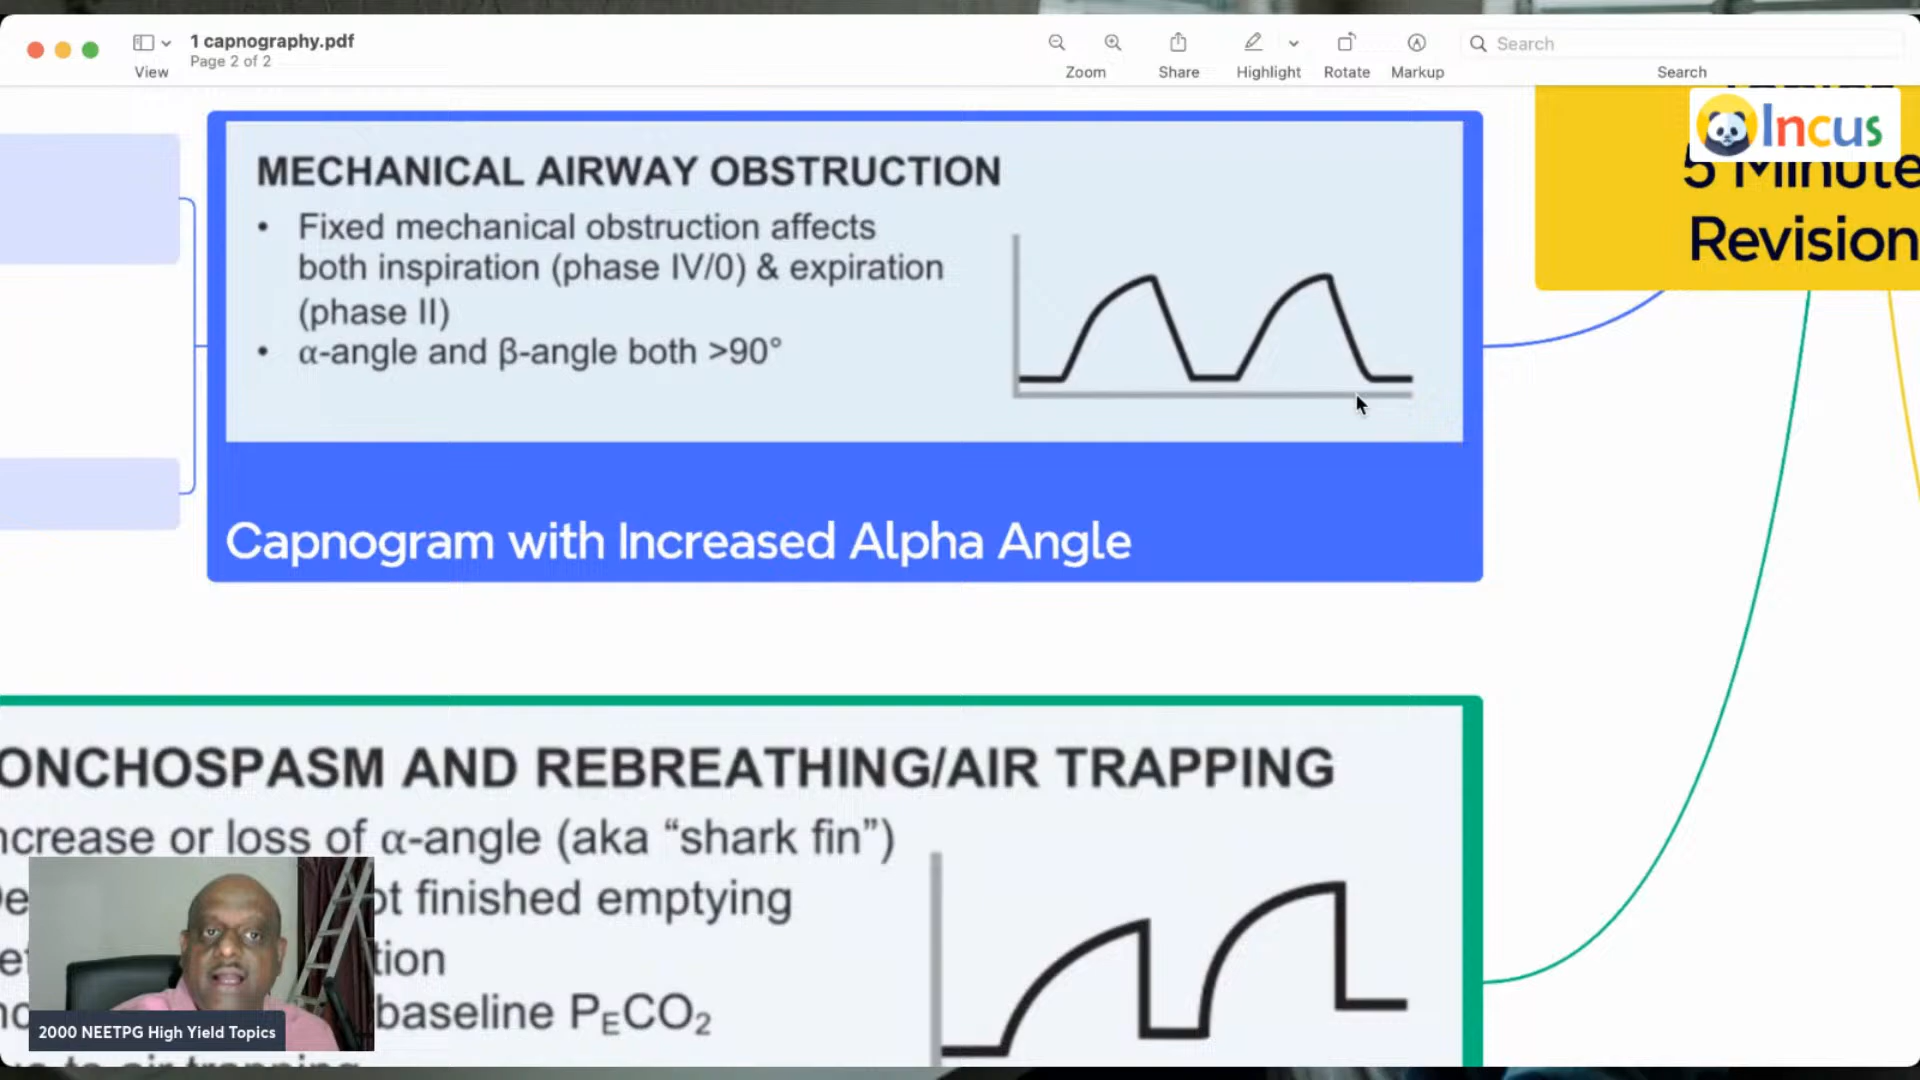 1 capnography.pdf
Page 2 of 2
View
Zoom
Share
Highlight
Rotate
Markup
Search
Search
Incus
5 Minute
Revision
MECHANICAL AIRWAY OBSTRUCTION
• Fixed mechanical obstruction affects
both inspiration (phase IV/0) & expiration
(phase II)
• α-angle and β-angle both >90°
Capnogram with Increased Alpha Angle
ONCHOSPASM AND REBREATHING/AIR TRAPPING
ncrease or loss of α-angle (aka “shark fin”)
ot finished emptying
tion
baseline PECO₂
2000 NEETPG High Yield Topics